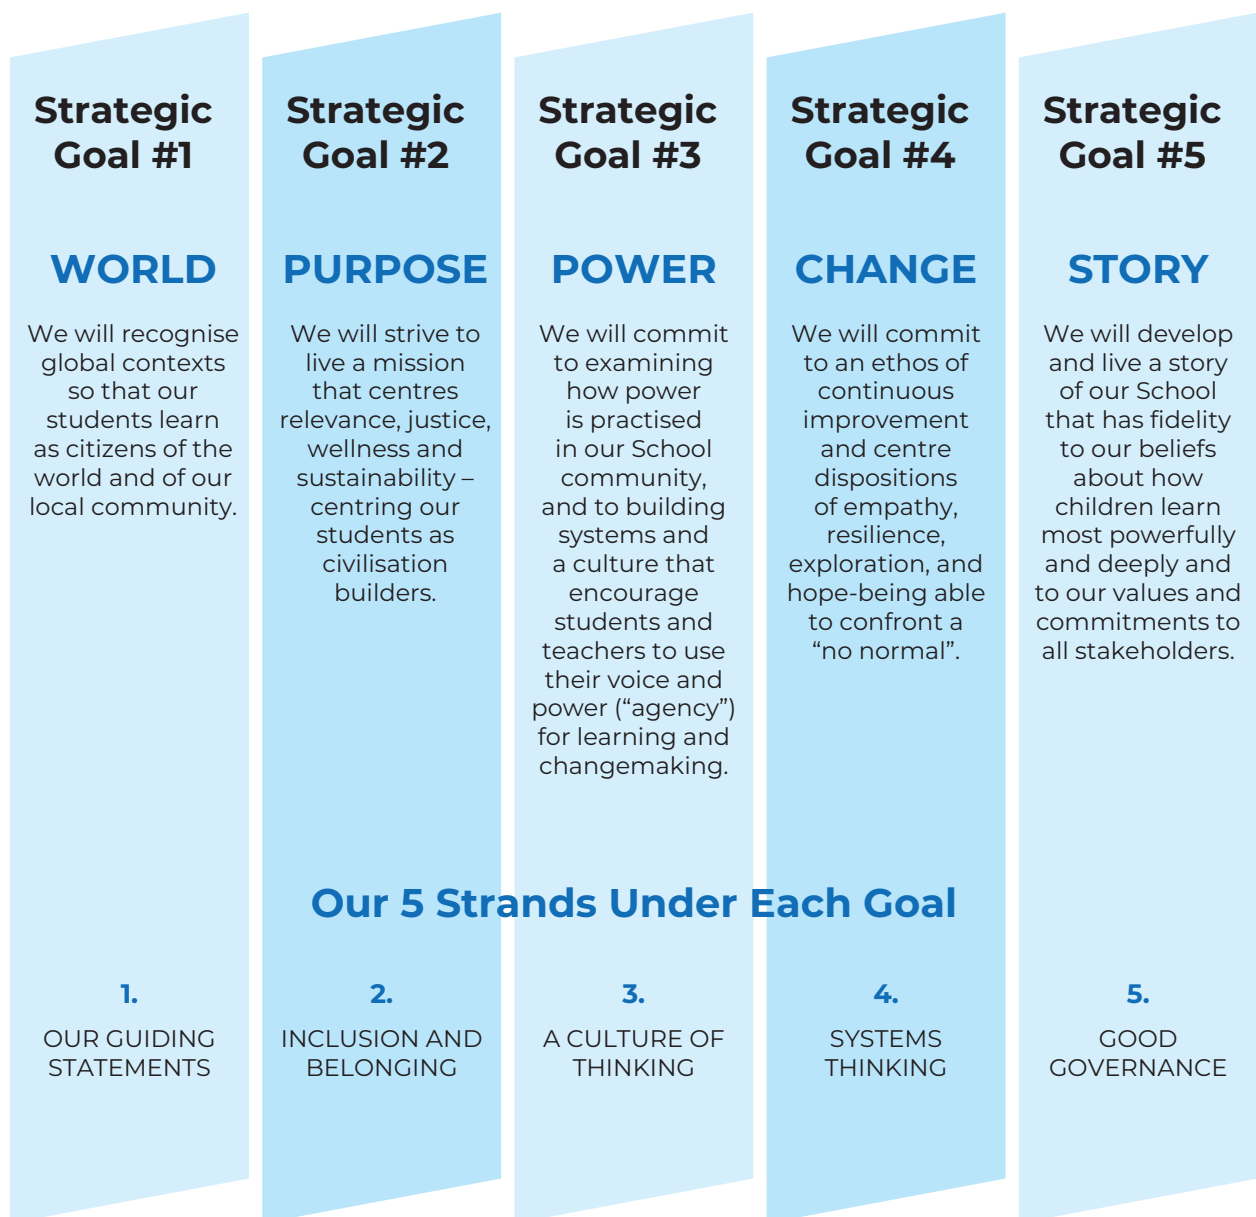 Strategic
Goal #1
WORLD
We will recognise
global contexts
so that our
students learn
as citizens of the
world and of our
local community.
Strategic
Goal #2
PURPOSE
We will strive to
live a mission
that centres
relevance, justice,
wellness and
sustainability –
centring our
students as
civilisation
builders.
Strategic
Goal #3
POWER
We will commit
to examining
how power
is practised
in our School
community,
and to building
systems and
a culture that
encourage
students and
teachers to use
their voice and
power (“agency”)
for learning and
changemaking.
Strategic
Goal #4
CHANGE
We will commit
to an ethos of
continuous
improvement
and centre
dispositions
of empathy,
resilience,
exploration, and
hope-being able
to confront a
“no normal”.
Strategic
Goal #5
STORY
We will develop
and live a story
of our School
that has fidelity
to our beliefs
about how
children learn
most powerfully
and deeply and
to our values and
commitments to
all stakeholders.
Our 5 Strands Under Each Goal
1.
OUR GUIDING
STATEMENTS
2.
INCLUSION AND
BELONGING
3.
A CULTURE OF
THINKING
4.
SYSTEMS
THINKING
5.
GOOD
GOVERNANCE